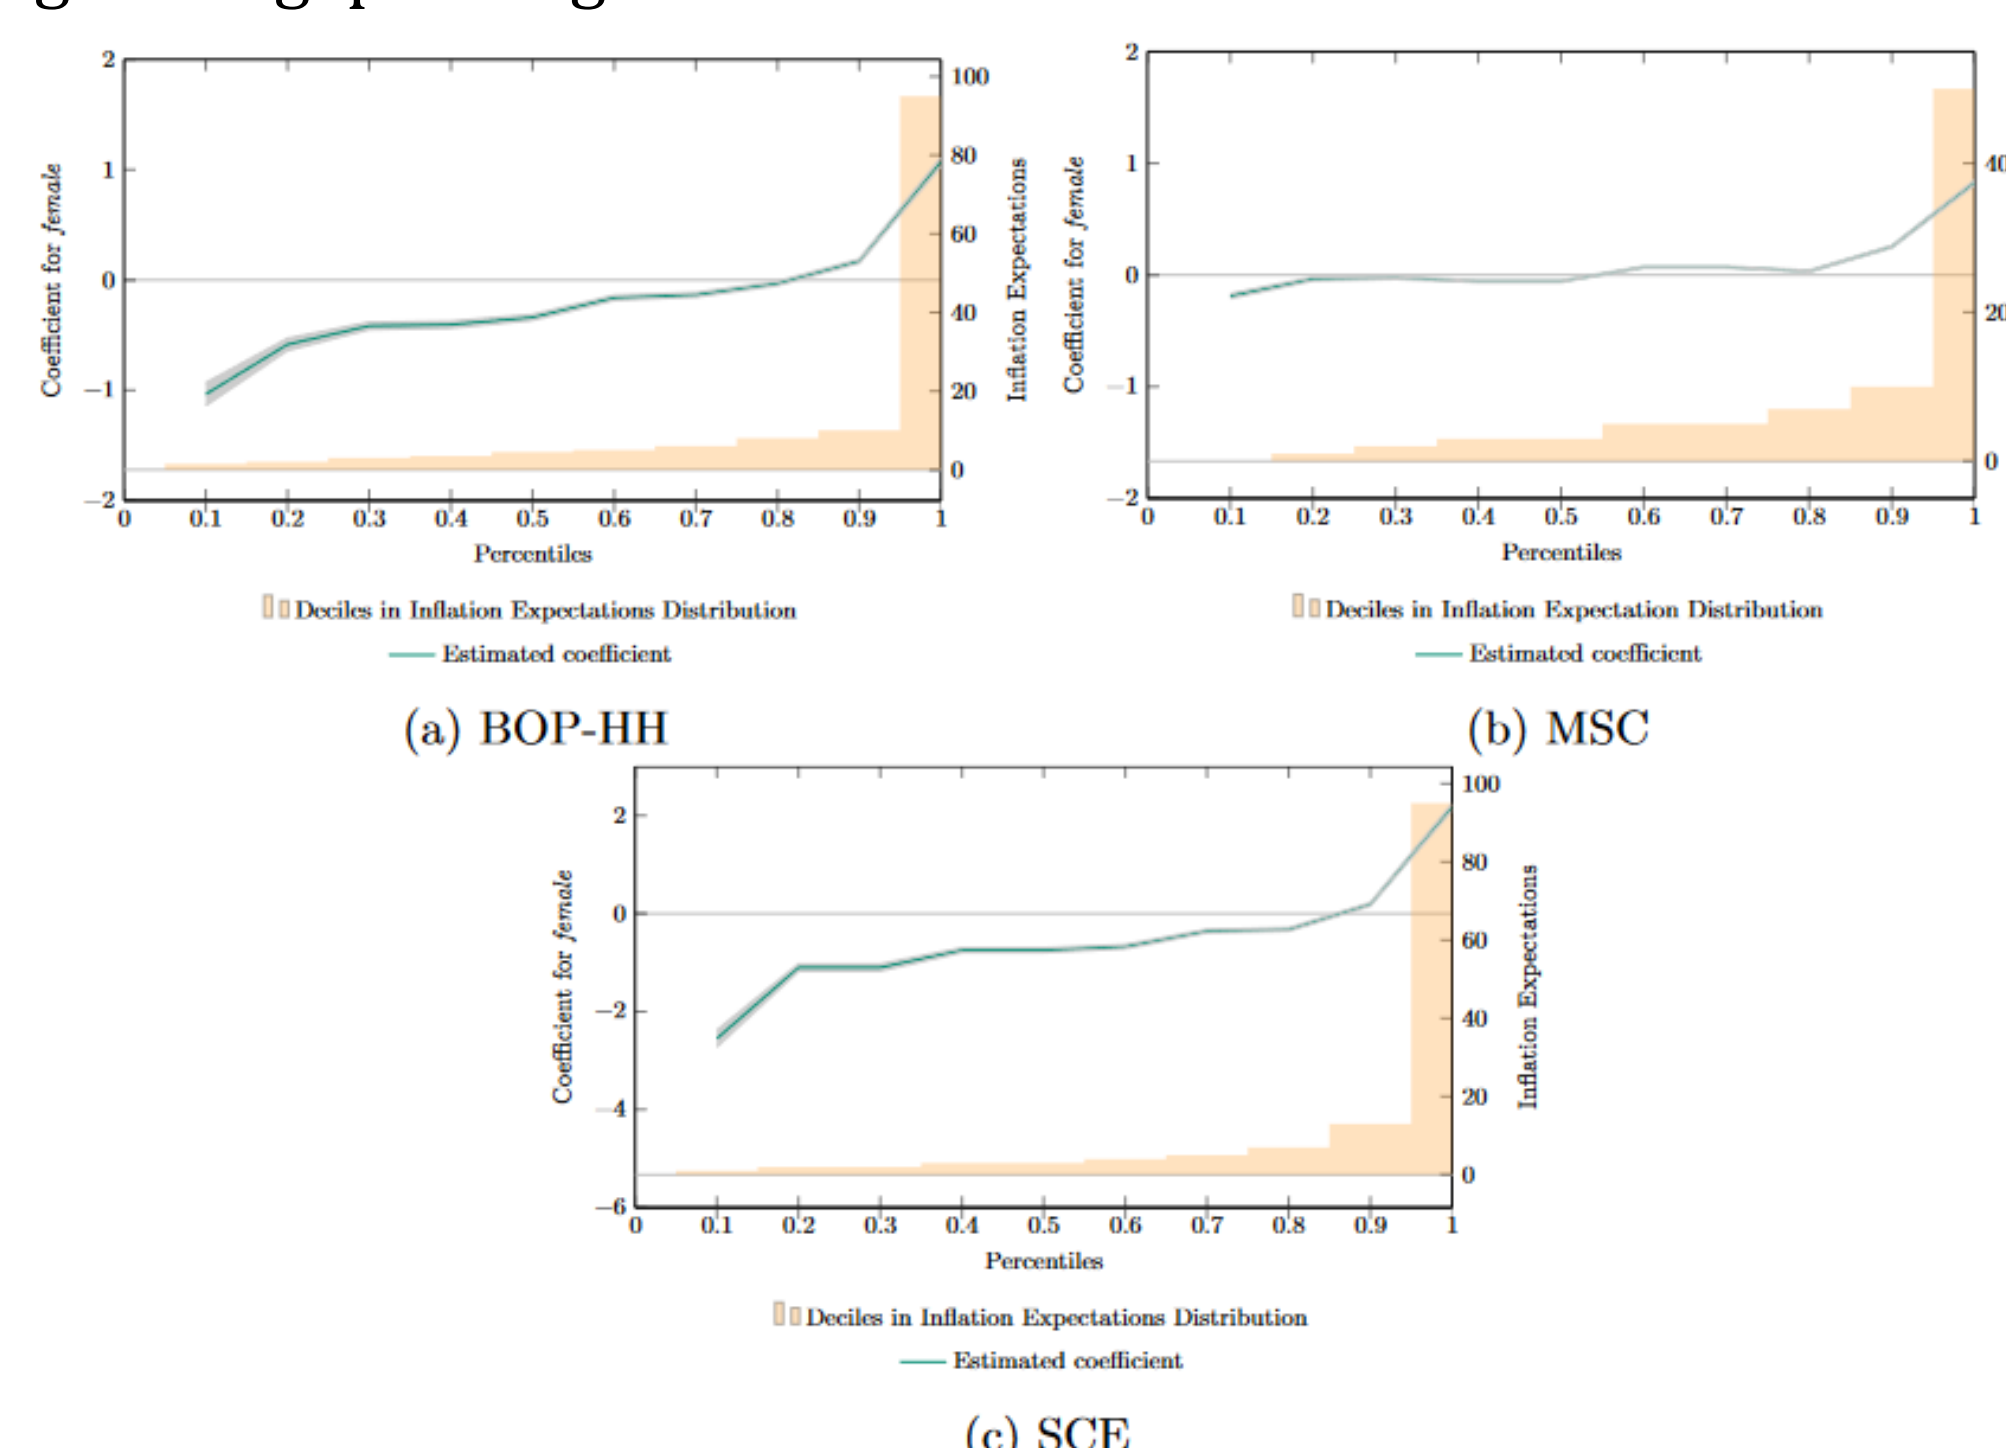 2
1
0
−1
−2
Coefficient for female
100
80
60
40
20
0
Inflation Expectations
0 0.1 0.2 0.3 0.4 0.5 0.6 0.7 0.8 0.9 1
Percentiles
Deciles in Inflation Expectations Distribution
Estimated coefficient
(a) BOP-HH
2
1
0
−1
−2
Coefficient for female
40
20
0
0 0.1 0.2 0.3 0.4 0.5 0.6 0.7 0.8 0.9 1
Percentiles
Deciles in Inflation Expectation Distribution
Estimated coefficient
(b) MSC
2
0
−2
−4
−6
Coefficient for female
100
80
60
40
20
0
Inflation Expectations
0 0.1 0.2 0.3 0.4 0.5 0.6 0.7 0.8 0.9 1
Percentiles
Deciles in Inflation Expectations Distribution
Estimated coefficient
(c) SCE